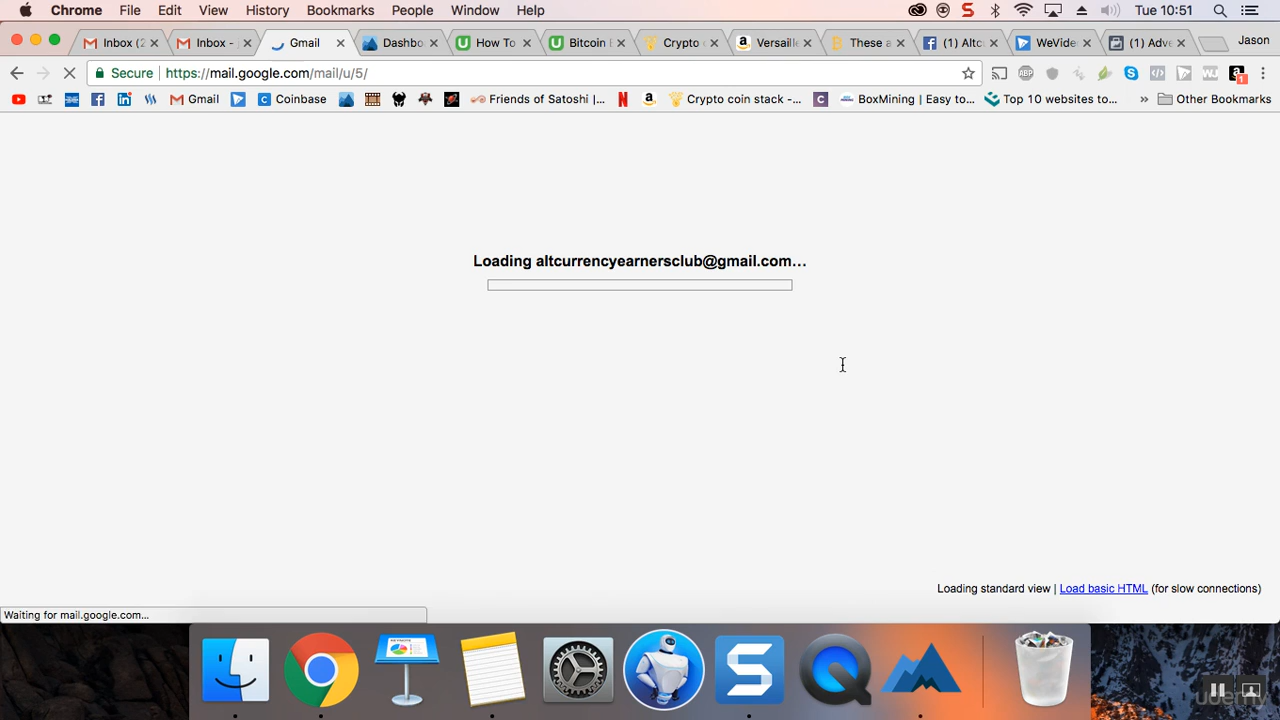 Chrome File Edit View History Bookmarks People Window Help Tue 10:51
Inbox (2 Inbox - Gmail Dashbo How To Bitcoin Crypto Versaille These a (1) Altc WeVide (1) Adve Jason
Secure https://mail.google.com/mail/u/5/
Gmail Coinbase Friends of Satoshi |... Crypto coin stack -... BoxMining | Easy to... Top 10 websites to... » Other Bookmarks
Loading altcurrencyearnersclub@gmail.com…
Loading standard view | Load basic HTML (for slow connections)
Waiting for mail.google.com...
udemy